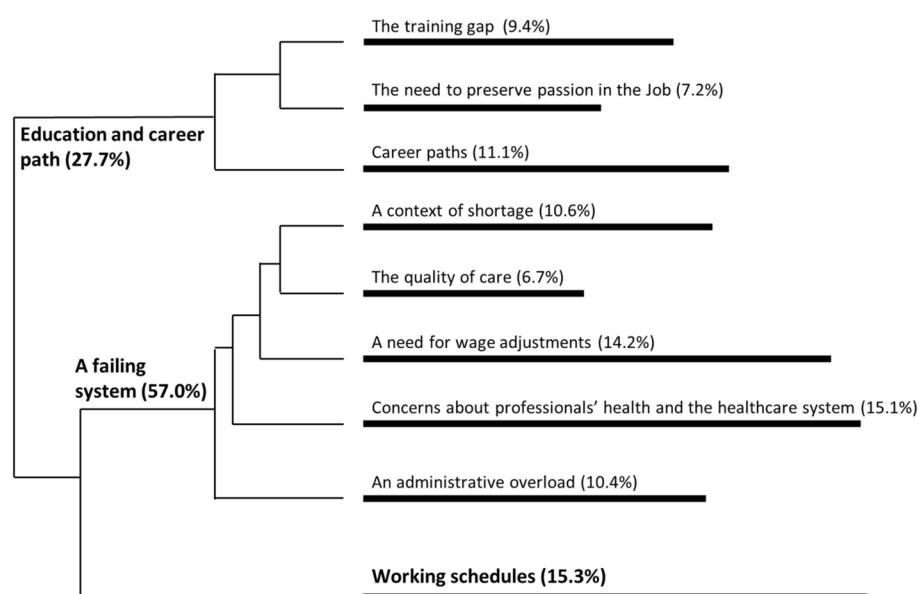 The training gap (9.4%)
The need to preserve passion in the Job (7.2%)
Education and career
path (27.7%)
Career paths (11.1%)
A context of shortage (10.6%)
The quality of care (6.7%)
A need for wage adjustments (14.2%)
A failing
system (57.0%)
Concerns about professionals’ health and the healthcare system (15.1%)
An administrative overload (10.4%)
Working schedules (15.3%)